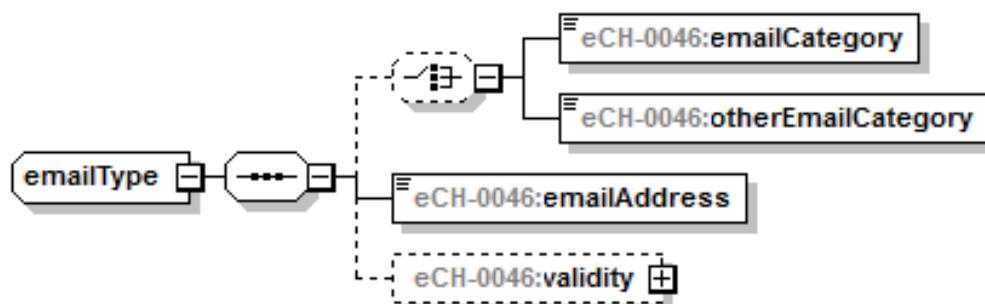 eCH-0046:emailCategory
eCH-0046:otherEmailCategory
emailType
eCH-0046:emailAddress
eCH-0046:validity